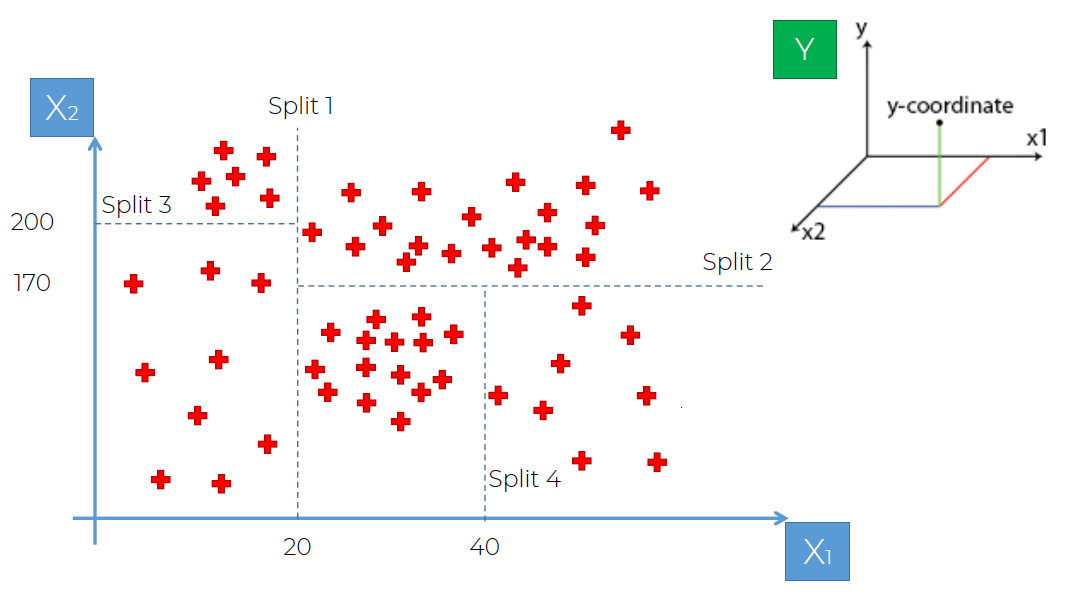 Y
y
X₂
Split 1
y-coordinate
x1
Split 3
200
x2
170
Split 2
Split 4
20
40
X₁